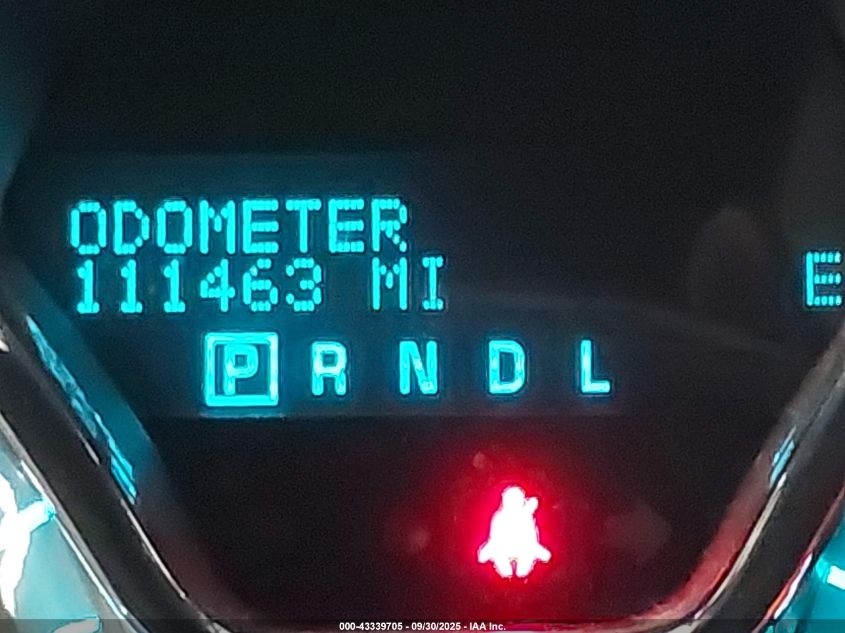 ODOMETER
111463 MI
E
P R N D L
000-43339705 - 09/30/2025 - IAA Inc.